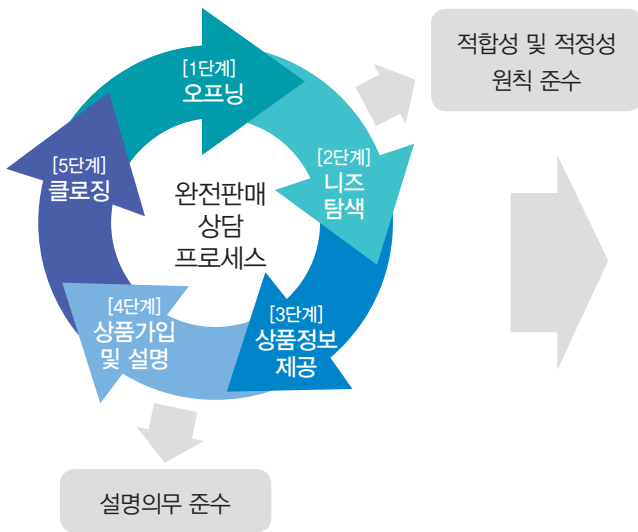 [1단계]
오프닝
[2단계]
니즈
탐색
[3단계]
상품정보
제공
[4단계]
상품가입
및 설명
[5단계]
클로징
완전판매
상담
프로세스
적합성 및 적정성
원칙 준수
설명의무 준수